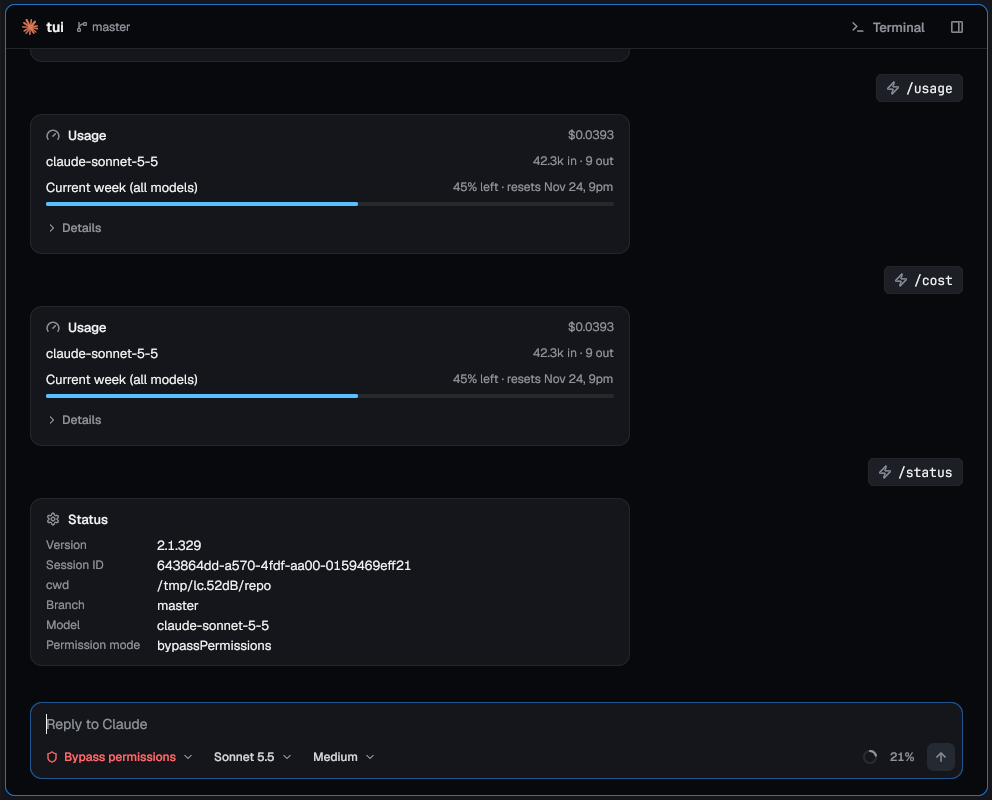 tui master Terminal
/usage
Usage $0.0393
claude-sonnet-5-5 42.3k in · 9 out
Current week (all models) 45% left · resets Nov 24, 9pm
Details
/cost
Usage $0.0393
claude-sonnet-5-5 42.3k in · 9 out
Current week (all models) 45% left · resets Nov 24, 9pm
Details
/status
Status
Version 2.1.329
Session ID 643864dd-a570-4fdf-aa00-0159469eff21
cwd /tmp/lc.52dB/repo
Branch master
Model claude-sonnet-5-5
Permission mode bypassPermissions
Reply to Claude
Bypass permissions Sonnet 5.5 Medium 21%